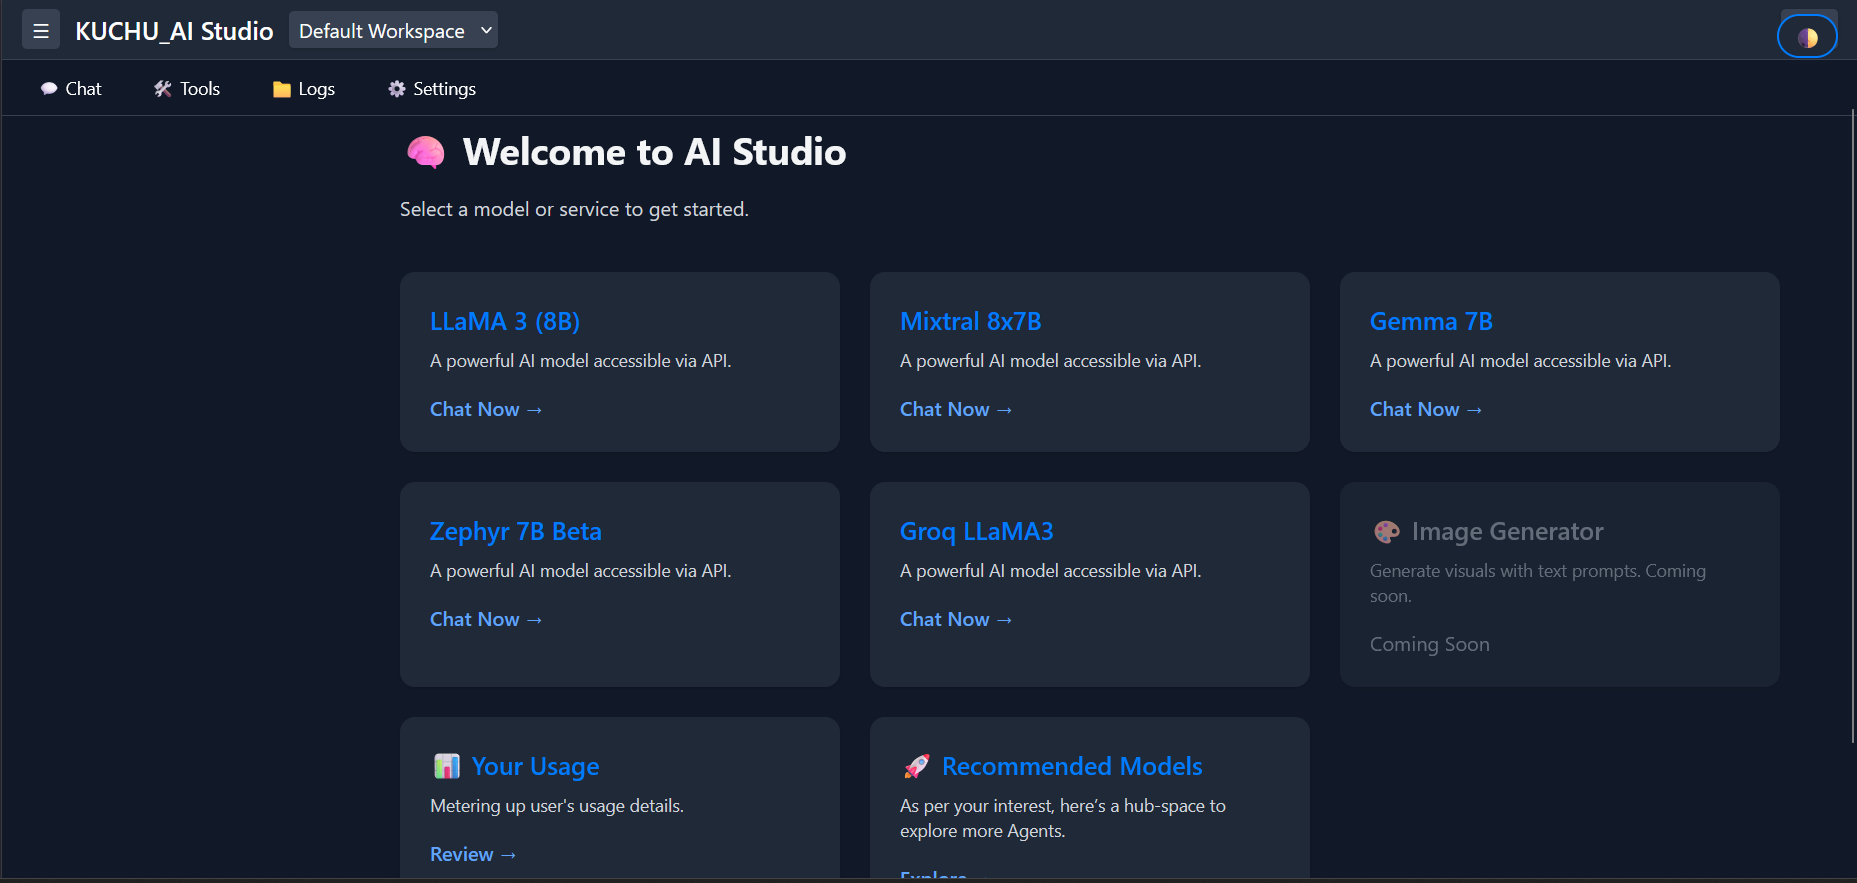 KUCHU_AI Studio
Default Workspace
Chat
Tools
Logs
Settings
Welcome to AI Studio
Select a model or service to get started.
LLaMA 3 (8B)
A powerful AI model accessible via API.
Chat Now →
Mixtral 8x7B
A powerful AI model accessible via API.
Chat Now →
Gemma 7B
A powerful AI model accessible via API.
Chat Now →
Zephyr 7B Beta
A powerful AI model accessible via API.
Chat Now →
Groq LLaMA3
A powerful AI model accessible via API.
Chat Now →
Image Generator
Generate visuals with text prompts. Coming
soon.
Coming Soon
Your Usage
Metering up user's usage details.
Review →
Recommended Models
As per your interest, here’s a hub-space to
explore more Agents.
Explore